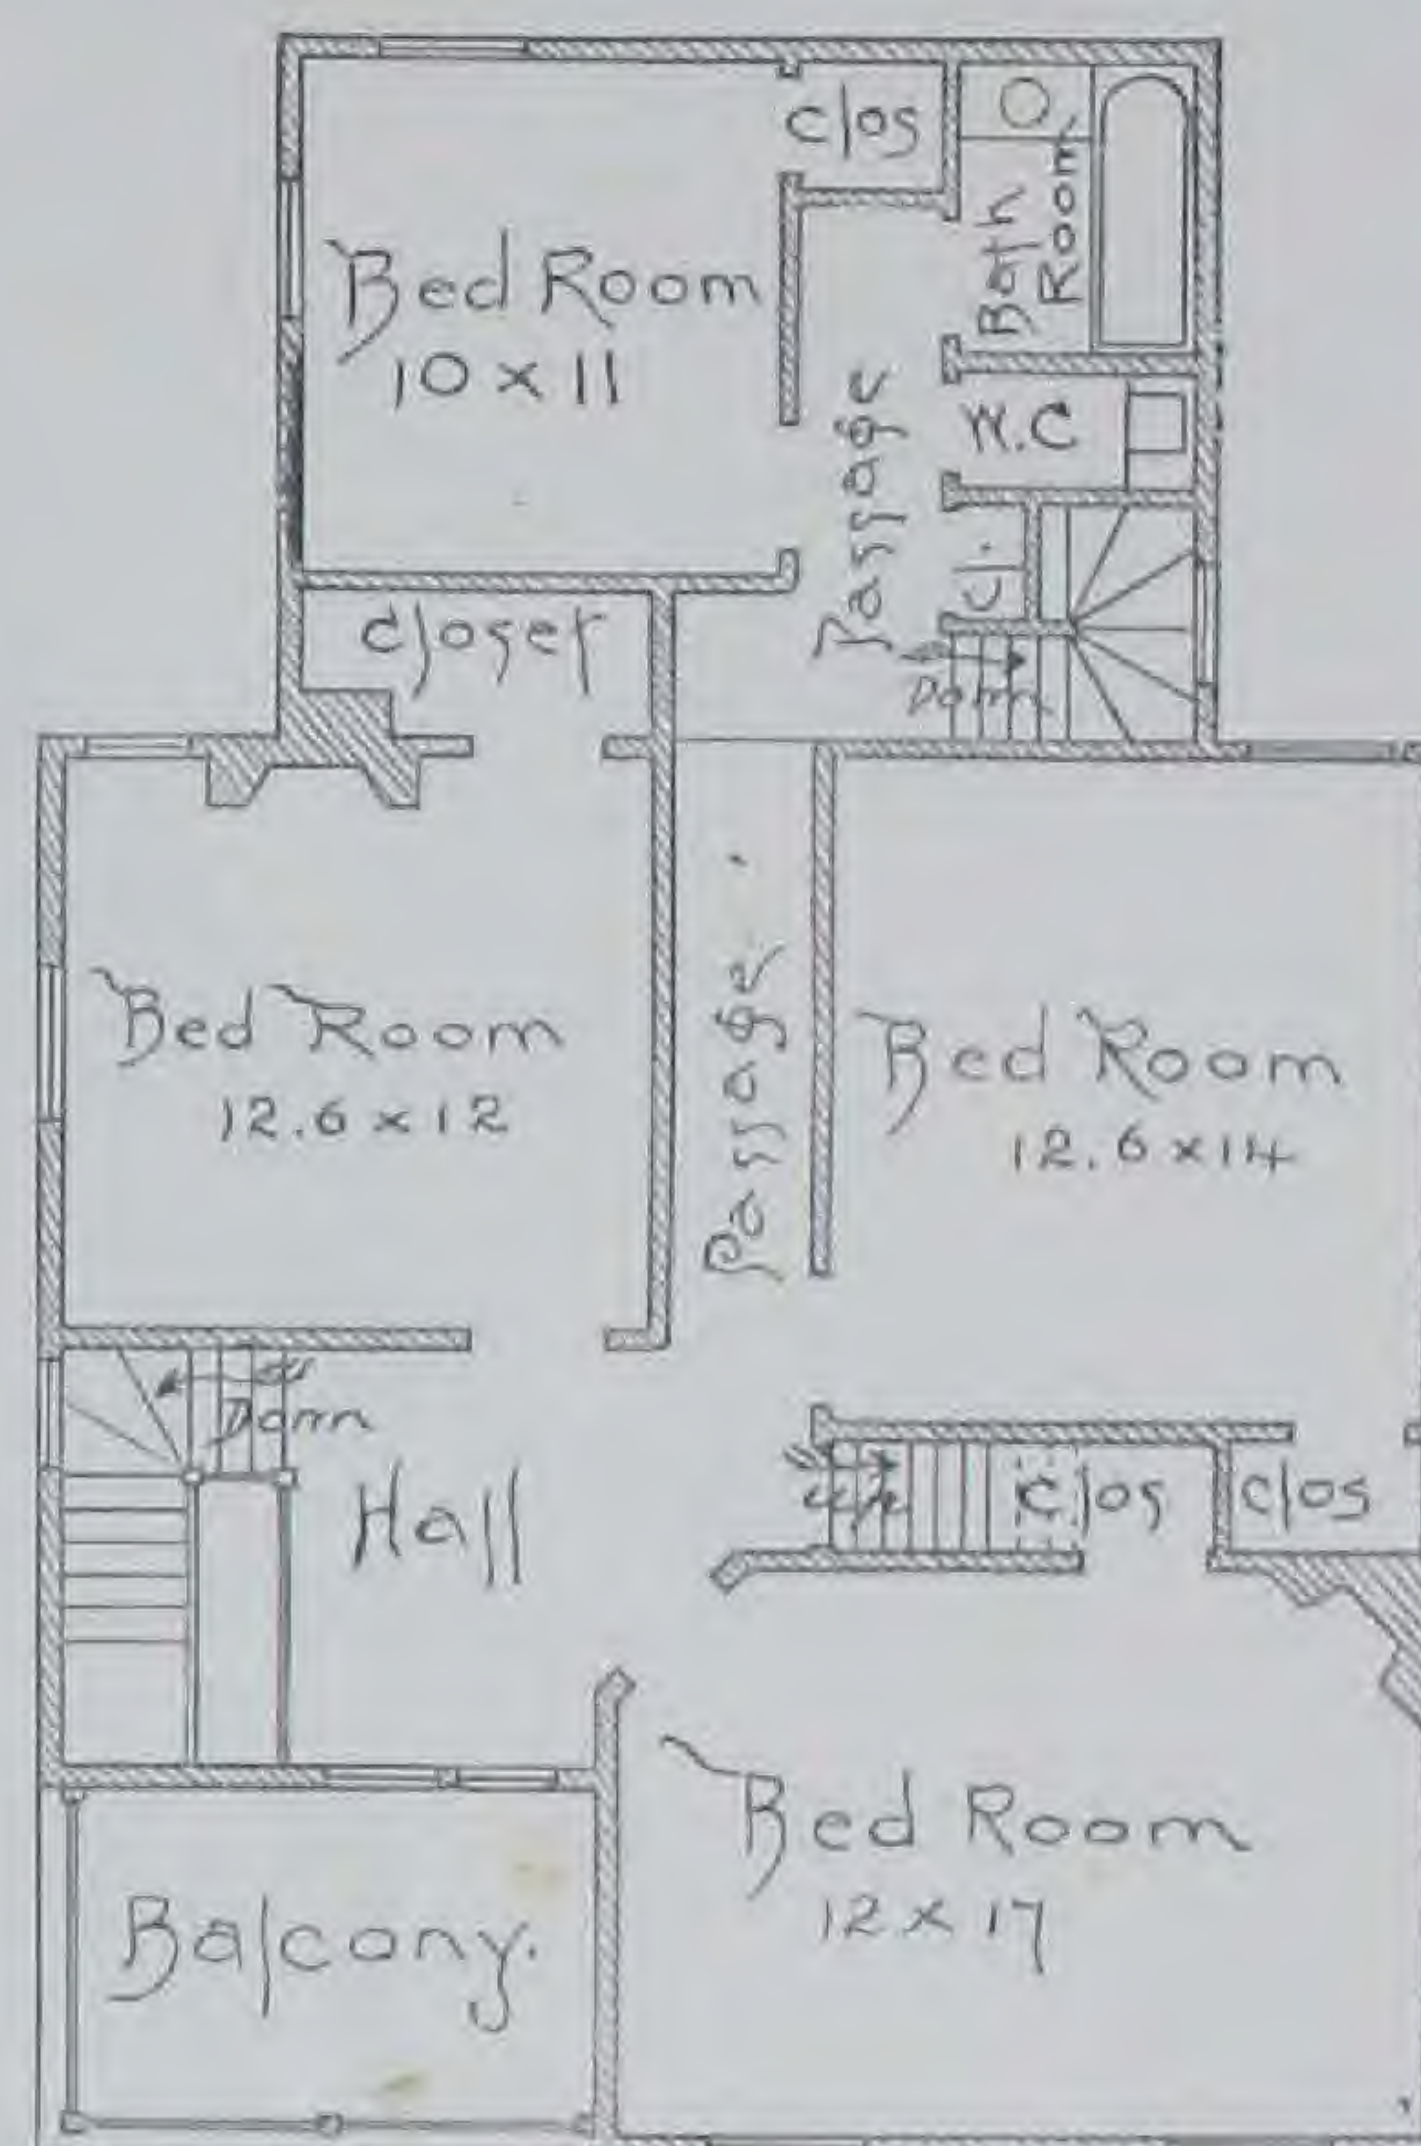 Clos
Bath
Room
Bed Room
10 x 11
W.C
Passage
Cl.
Closet
Down
Passage
Bed Room
12.6 x 12
Bed Room
12.6 x 14
Down
Hall
up
Clos
Clos
Bed Room
12 x 17
Balcony.